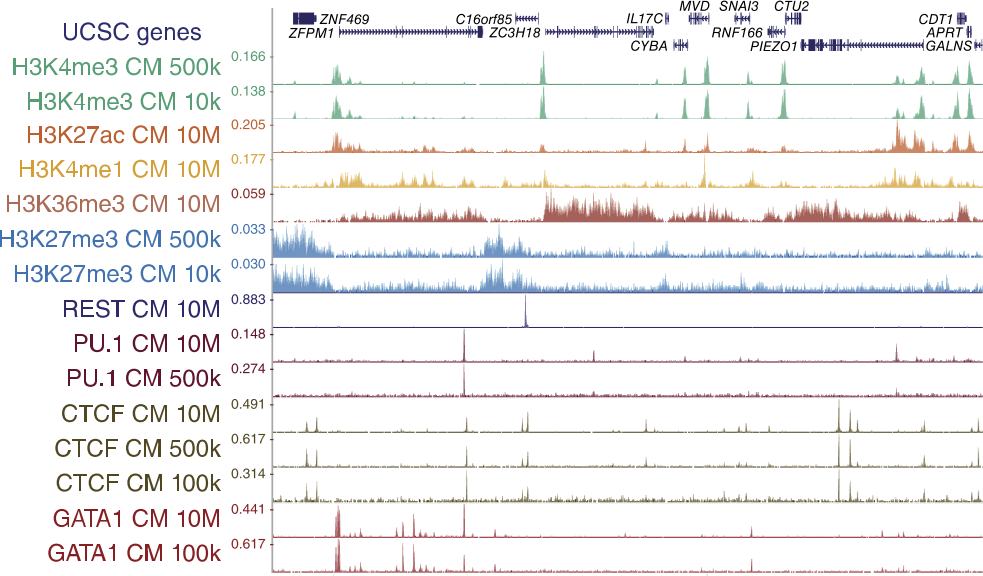 ZNF469 C16orf85 IL17C MVD SNAI3 CTU2 CDT1
UCSC genes ZFPM1 ZC3H18 CYBA RNF166 PIEZO1 APRT GALNS
H3K4me3 CM 500k 0.166
H3K4me3 CM 10k 0.138
H3K27ac CM 10M 0.205
H3K4me1 CM 10M 0.177
H3K36me3 CM 10M 0.059
H3K27me3 CM 500k 0.033
H3K27me3 CM 10k 0.030
REST CM 10M 0.883
PU.1 CM 10M 0.148
PU.1 CM 500k 0.274
CTCF CM 10M 0.491
CTCF CM 500k 0.617
CTCF CM 100k 0.314
GATA1 CM 10M 0.441
GATA1 CM 100k 0.617